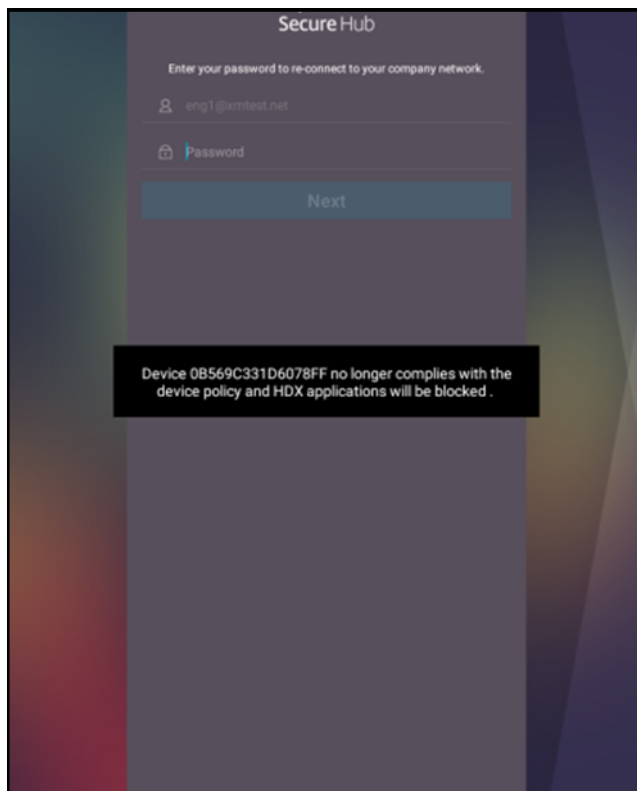 Secure Hub
Enter your password to re-connect to your company network.
eng1@xmtest.net
Password
Next
Device 0B569C331D6078FF no longer complies with the
device policy and HDX applications will be blocked .